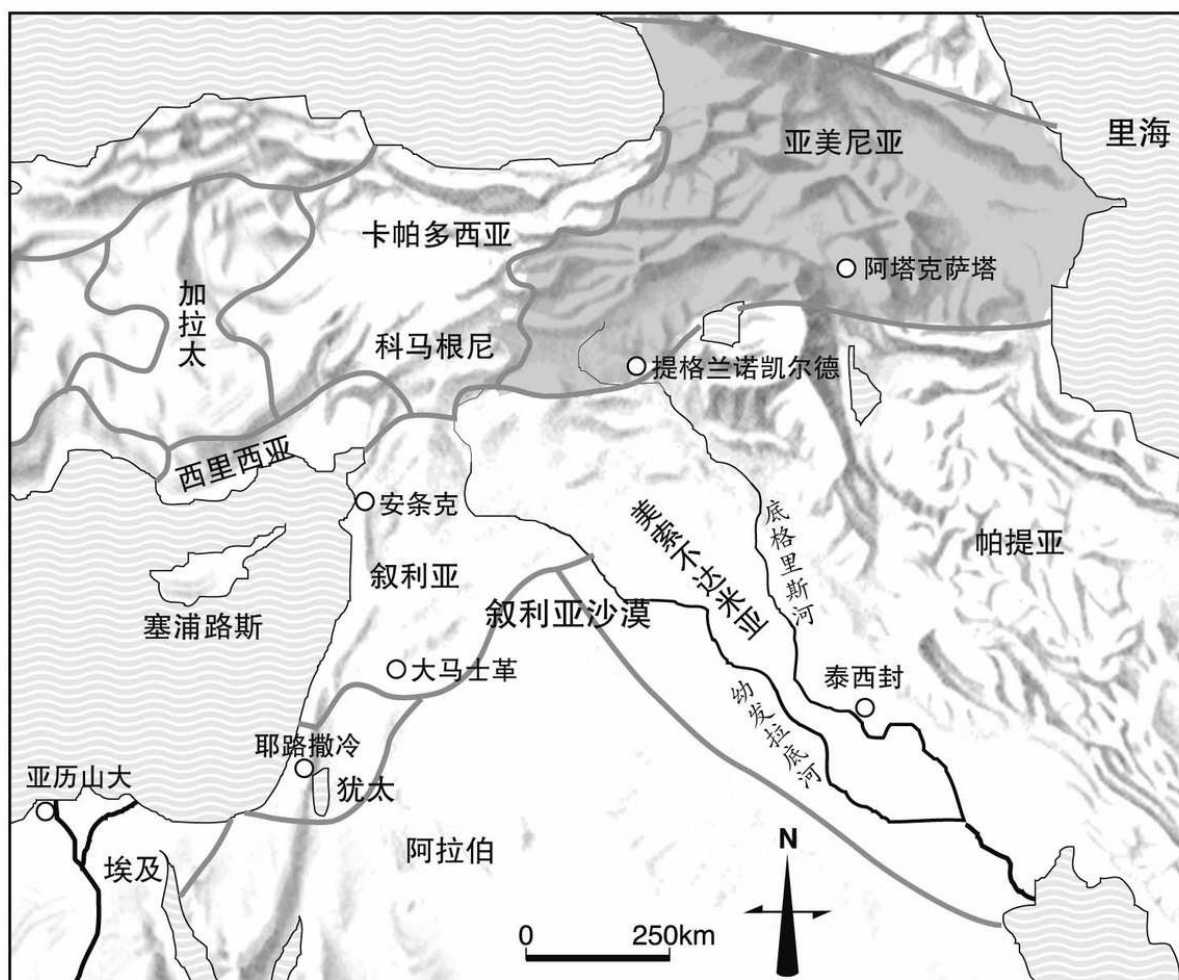 里海
亚美尼亚
卡帕多西亚
阿塔克萨塔
加拉太
科马根尼
提格兰诺凯尔德
西里西亚
安条克
美索不达米亚
底格里斯河
帕提亚
叙利亚
叙利亚沙漠
塞浦路斯
大马士革
泰西封
幼发拉底河
耶路撒冷
亚历山大
犹太
阿拉伯
埃及
N
0 250km